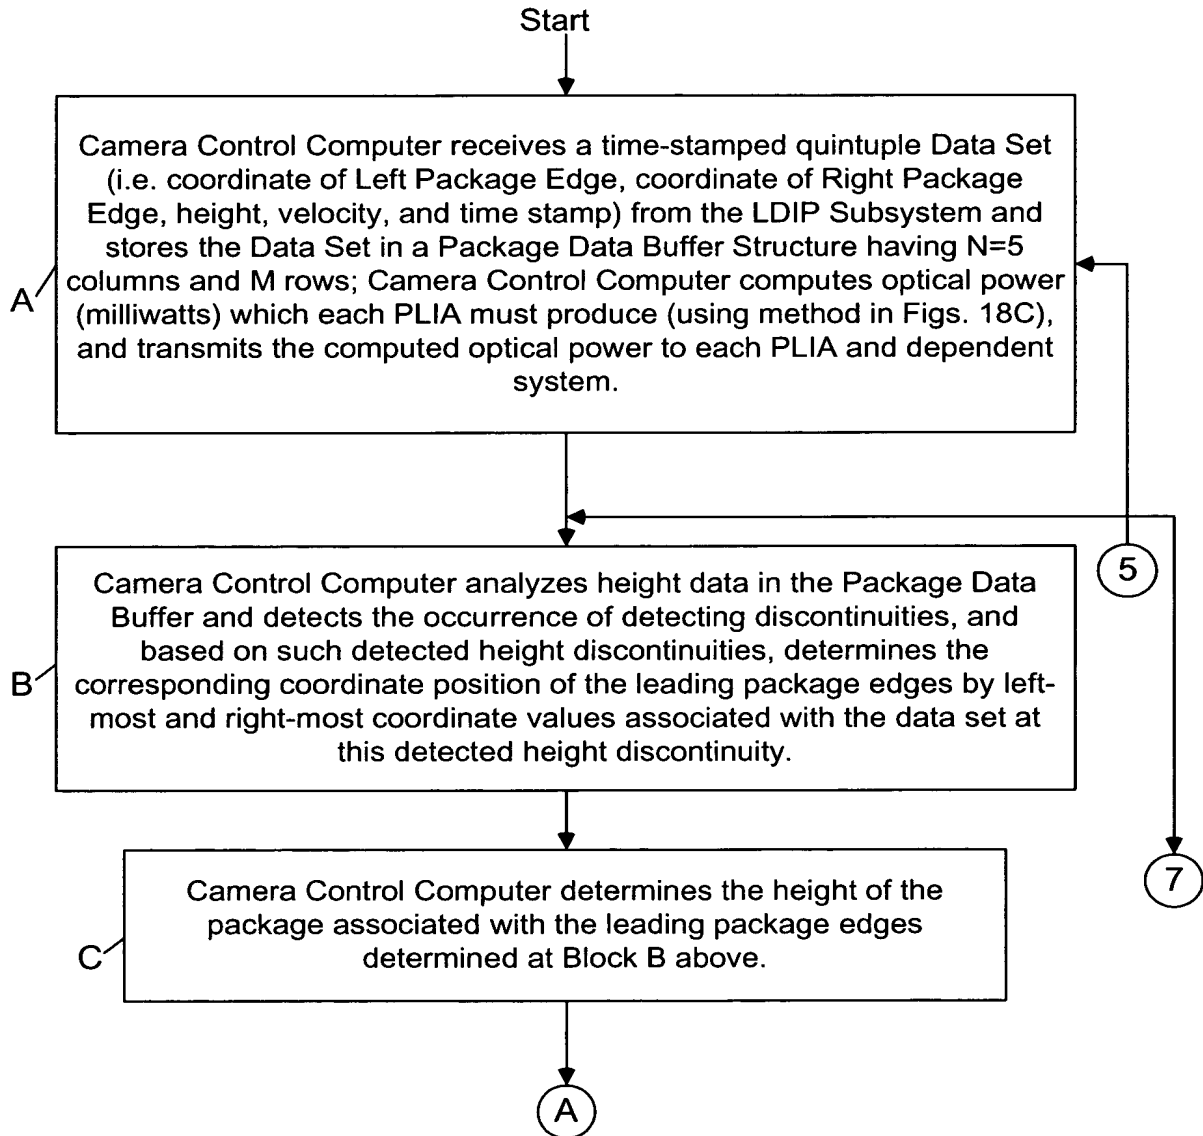 Start
Camera Control Computer receives a time-stamped quintuple Data Set
(i.e. coordinate of Left Package Edge, coordinate of Right Package
Edge, height, velocity, and time stamp) from the LDIP Subsystem and
stores the Data Set in a Package Data Buffer Structure having N=5
columns and M rows; Camera Control Computer computes optical power
(milliwatts) which each PLIA must produce (using method in Figs. 18C),
and transmits the computed optical power to each PLIA and dependent
system.
A
5
Camera Control Computer analyzes height data in the Package Data
Buffer and detects the occurrence of detecting discontinuities, and
based on such detected height discontinuities, determines the
corresponding coordinate position of the leading package edges by left-
most and right-most coordinate values associated with the data set at
this detected height discontinuity.
B
7
Camera Control Computer determines the height of the
package associated with the leading package edges
determined at Block B above.
C
A